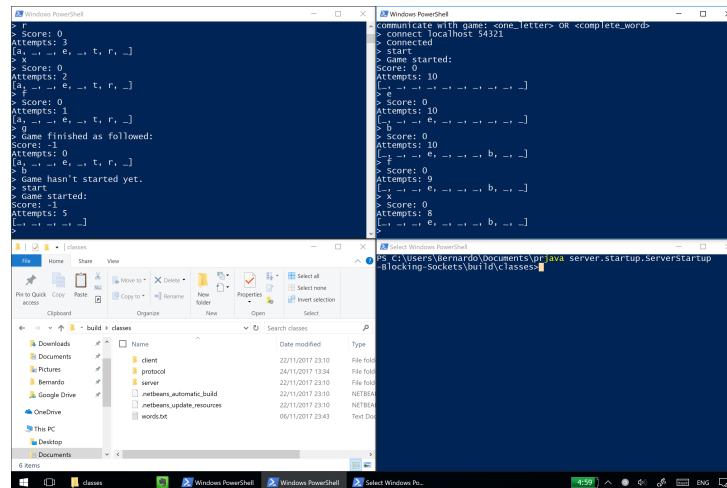 Windows PowerShell
> r
> Score: 0
Attempts: 3
[a, _, _, e, _, t, r, _]
> x
> Score: 0
Attempts: 2
[a, _, _, e, _, t, r, _]
> f
> Score: 0
Attempts: 1
[a, _, _, e, _, t, r, _]
> g
> Game finished as followed:
Score: -1
Attempts: 0
[a, _, _, e, _, t, r, _]
> b
> Game hasn't started yet.
> start
> Game started:
Score: -1
Attempts: 5
[_, _, _, _, _]
>
Windows PowerShell
communicate with game: <one_letter> OR <complete_word>
> connect localhost 54321
> Connected
> start
> Game started:
Score: 0
Attempts: 10
[_, _, _, _, _, _, _, _, _]
> e
> Score: 0
Attempts: 10
[_, _, _, e, _, _, _, _, _]
> b
> Score: 0
Attempts: 10
[_, _, _, e, _, _, b, _, _]
> f
> Score: 0
Attempts: 9
[_, _, _, e, _, _, b, _, _]
> x
> Score: 0
Attempts: 8
[_, _, _, e, _, _, b, _, _]
>
classes
File Home Share View
Pin to Quick access
Copy
Paste
Move to
Copy to
Delete
Rename
New folder
Properties
Select all
Select none
Invert selection
Clipboard Organize New Open Select
build classes
Search classes
Name Date modified Type
client 22/11/2017 23:10 File fold
protocol 24/11/2017 13:34 File fold
server 22/11/2017 23:10 File fold
.netbeans_automatic_build 22/11/2017 23:10 NETBEA
.netbeans_update_resources 22/11/2017 23:10 NETBEA
words.txt 06/11/2017 23:43 Text Doc
Downloads
Documents
Pictures
Bernardo
Google Drive
OneDrive
This PC
Desktop
Documents
6 items
Select Windows PowerShell
PS C:\Users\Bernardo\Documents\prjava server.startup.ServerStartup
-Blocking-Sockets\build\classes>
classes
Windows PowerShell
Windows PowerShell
Select Windows Po...
4:59
ENG